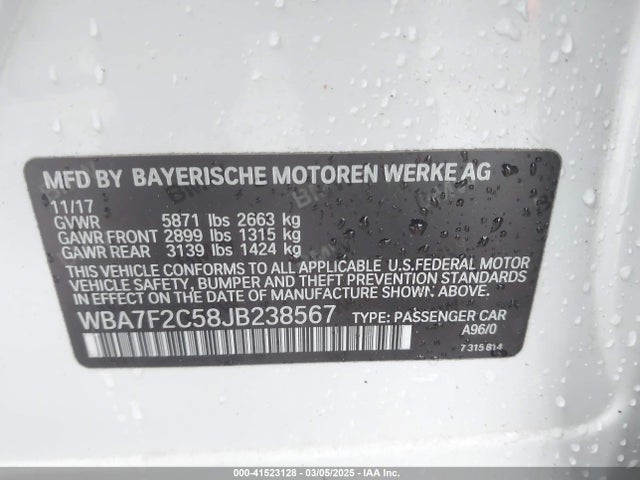 MFD BY BAYERISCHE MOTOREN WERKE AG
11/17
GVWR 5871 lbs 2663 kg
GAWR FRONT 2899 lbs 1315 kg
GAWR REAR 3139 lbs 1424 kg
THIS VEHICLE CONFORMS TO ALL APPLICABLE U.S.FEDERAL MOTOR
VEHICLE SAFETY, BUMPER AND THEFT PREVENTION STANDARDS
IN EFFECT ON THE DATE OF MANUFACTURE SHOWN ABOVE.
WBA7F2C58JB238567 TYPE: PASSENGER CAR
A96/0
7 315 814
000-41523128 - 03/05/2025 - IAA Inc.